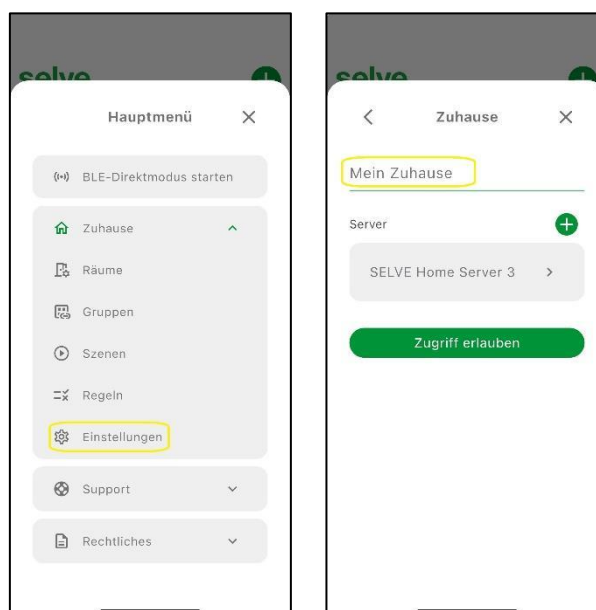 selve
Hauptmenü
BLE-Direktmodus starten
Zuhause
Räume
Gruppen
Szenen
Regeln
Einstellungen
Support
Rechtliches
selve
Zuhause
Mein Zuhause
Server
SELVE Home Server 3
Zugriff erlauben